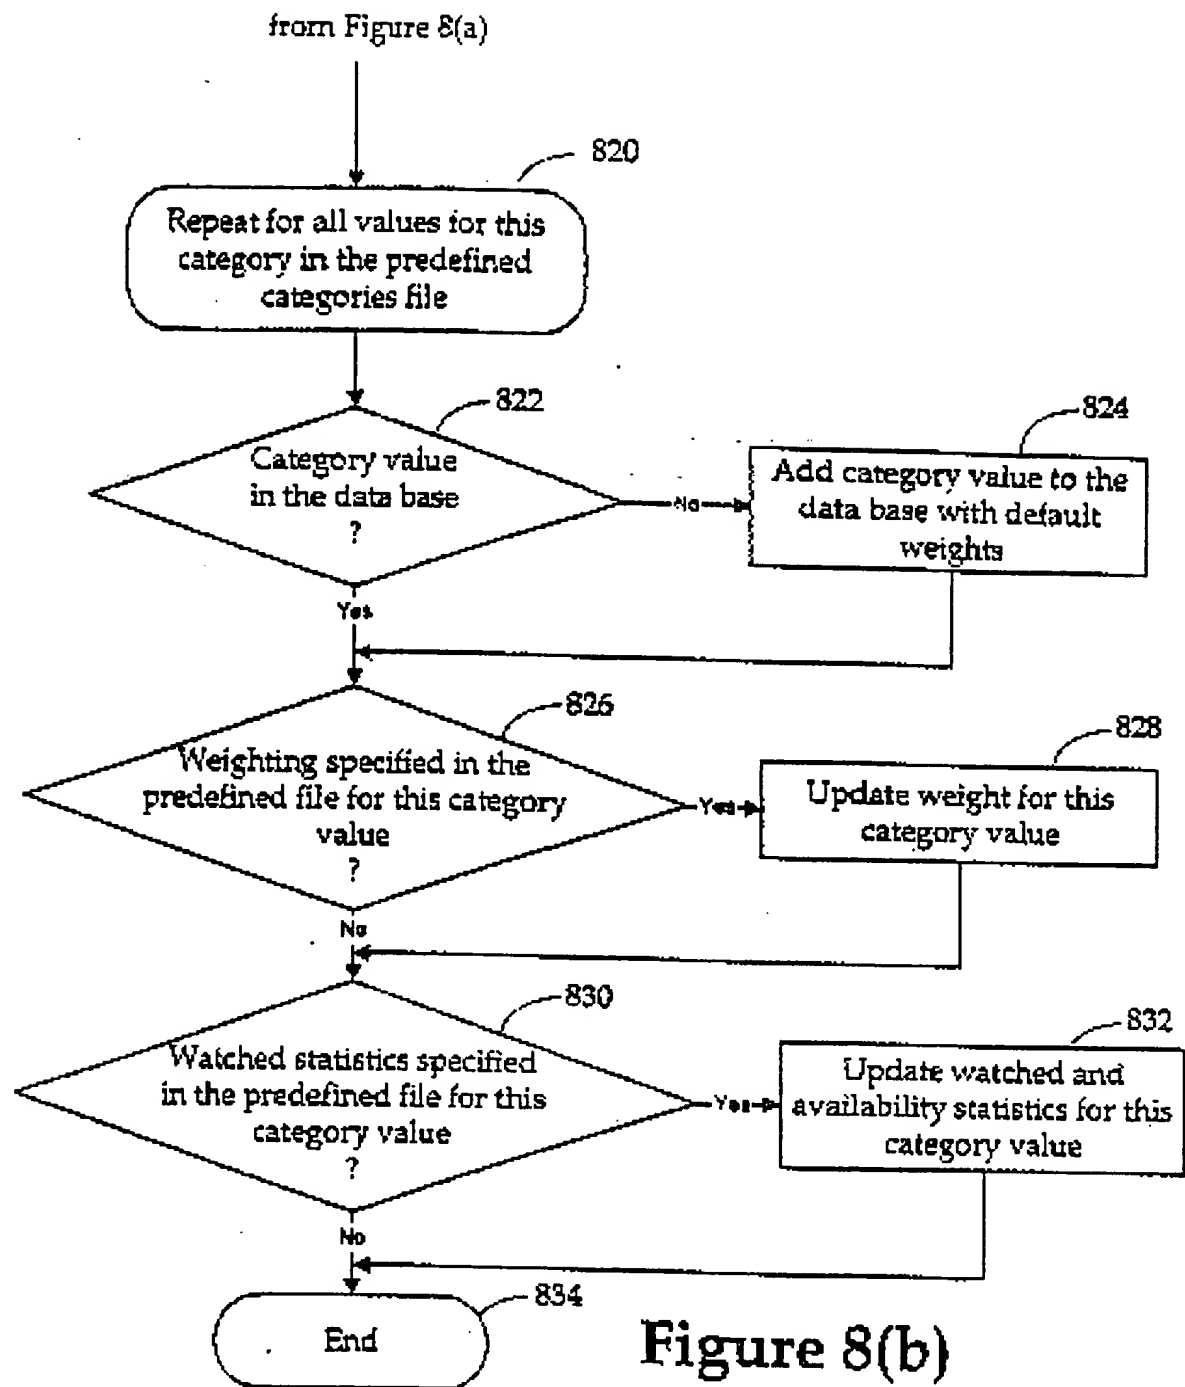 from Figure 8(a)
820
Repeat for all values for this
category in the predefined
categories file
822
Category value
in the data base
?
No
824
Add category value to the
data base with default
weights
Yes
826
Weighting specified in the
predefined file for this category
value
?
Yes
828
Update weight for this
category value
No
830
Watched statistics specified
in the predefined file for this
category value
?
Yes
832
Update watched and
availability statistics for this
category value
No
834
End
Figure 8(b)